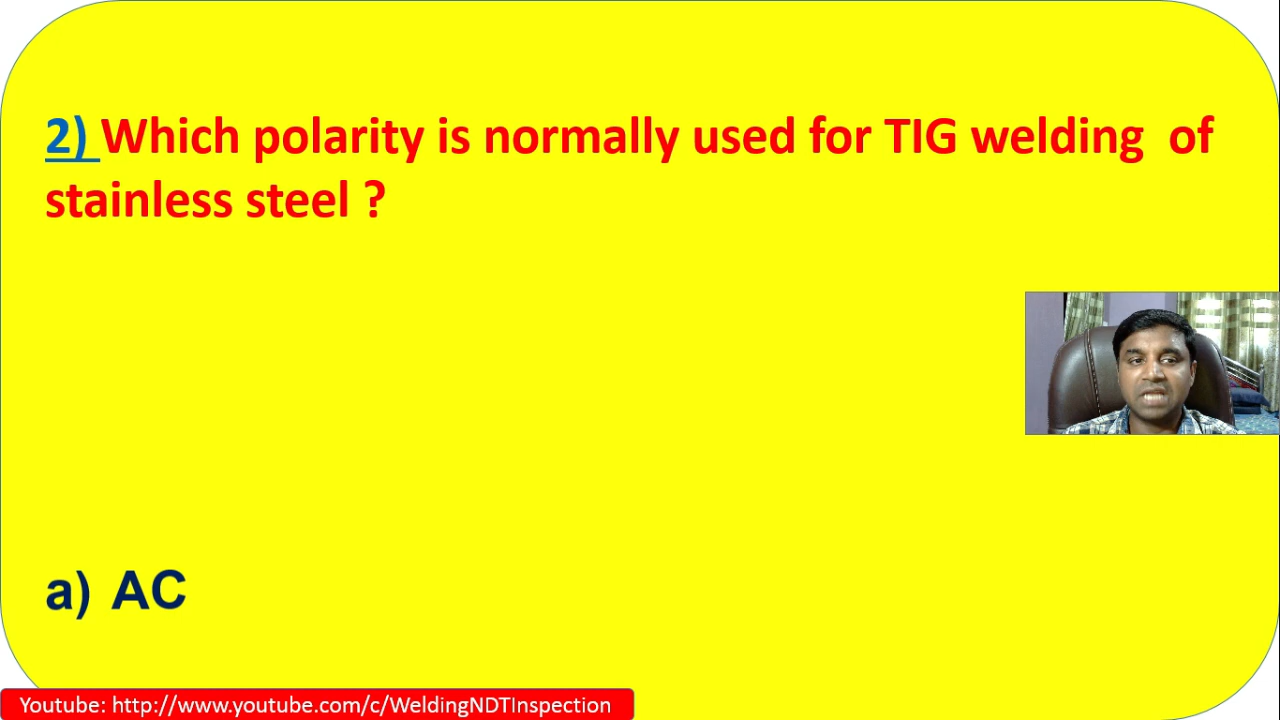 2) Which polarity is normally used for TIG welding of
stainless steel ?
a) AC
Youtube: http://www.youtube.com/c/WeldingNDTInspection